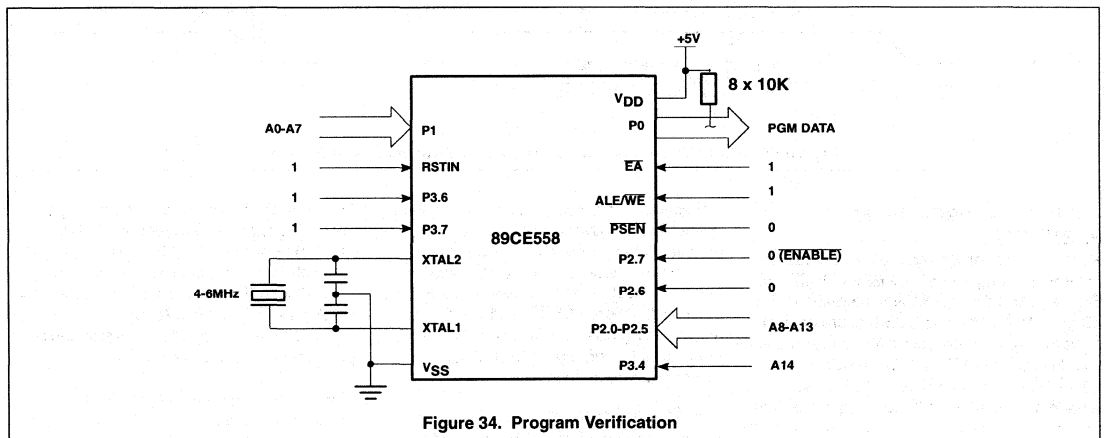 +5V
8 x 10K
VDD
A0-A7
P1
P0
PGM DATA
1
RSTIN
EA
1
1
P3.6
ALE/WE
1
1
P3.7
PSEN
0
89CE558
XTAL2
P2.7
0 (ENABLE)
4-6MHz
P2.6
0
XTAL1
P2.0-P2.5
A8-A13
VSS
P3.4
A14
Figure 34. Program Verification